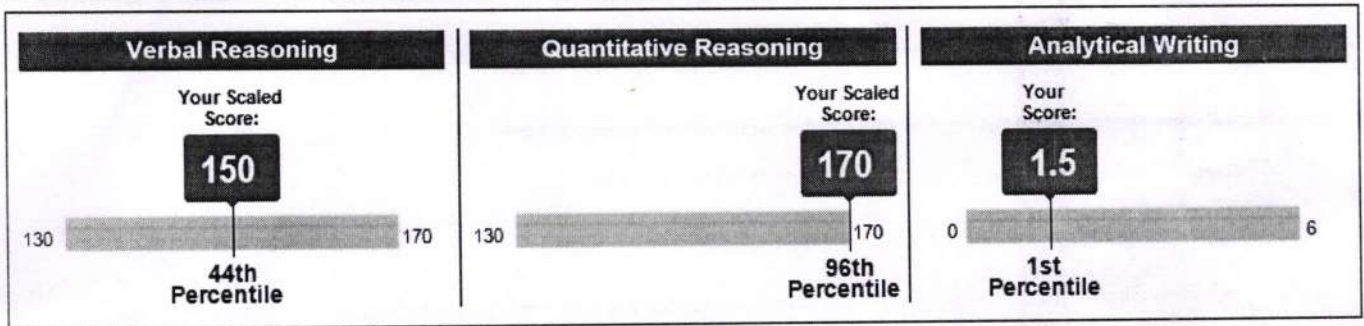 Verbal Reasoning
Your Scaled
Score:
150
130
170
44th
Percentile
Quantitative Reasoning
Your Scaled
Score:
170
130
170
96th
Percentile
Analytical Writing
Your
Score:
1.5
0
6
1st
Percentile